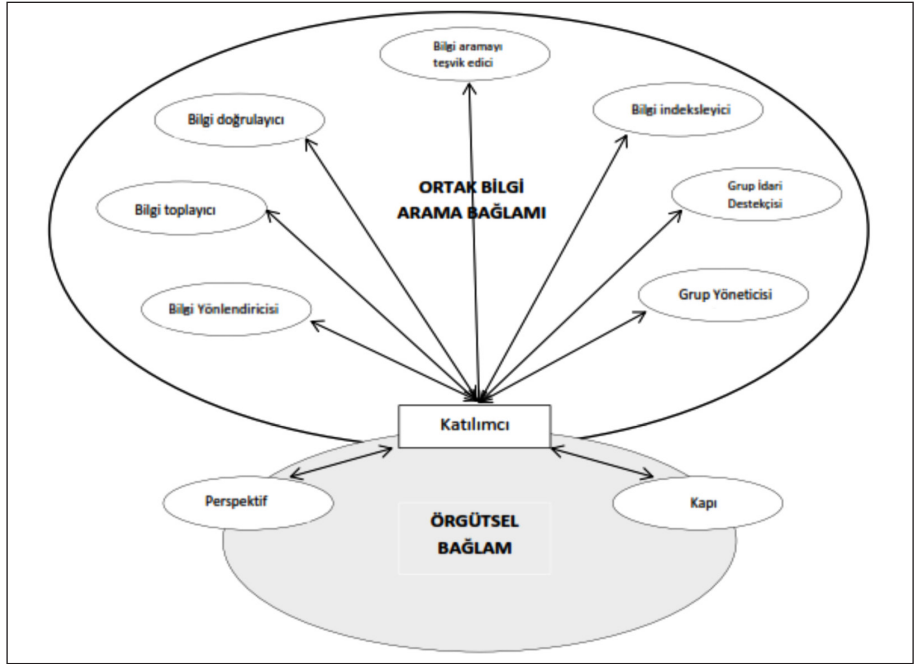 Bilgi aramayı
teşvik edici
Bilgi doğrulayıcı
Bilgi indeksleyici
ORTAK BİLGİ
ARAMA BAĞLAMI
Grup İdari
Destekçisi
Bilgi toplayıcı
Bilgi Yönlendiricisi
Grup Yöneticisi
Katılımcı
Perspektif
Kapı
ÖRGÜTSEL
BAĞLAM